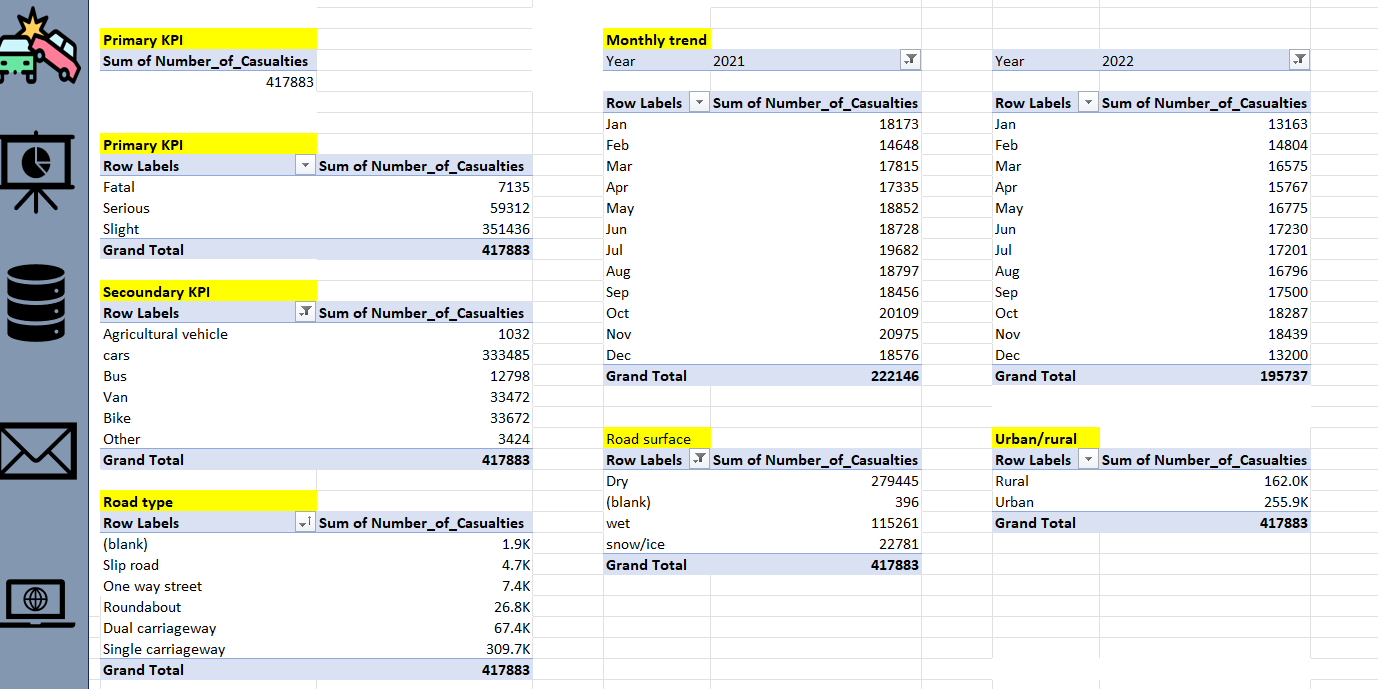 Primary KPI
Sum of Number_of_Casualties
417883
Primary KPI
Row Labels Sum of Number_of_Casualties
Fatal 7135
Serious 59312
Slight 351436
Grand Total 417883
Secoundary KPI
Row Labels Sum of Number_of_Casualties
Agricultural vehicle 1032
cars 333485
Bus 12798
Van 33472
Bike 33672
Other 3424
Grand Total 417883
Road type
Row Labels Sum of Number_of_Casualties
(blank) 1.9K
Slip road 4.7K
One way street 7.4K
Roundabout 26.8K
Dual carriageway 67.4K
Single carriageway 309.7K
Grand Total 417883
Monthly trend
Year 2021
Row Labels Sum of Number_of_Casualties
Jan 18173
Feb 14648
Mar 17815
Apr 17335
May 18852
Jun 18728
Jul 19682
Aug 18797
Sep 18456
Oct 20109
Nov 20975
Dec 18576
Grand Total 222146
Year 2022
Row Labels Sum of Number_of_Casualties
Jan 13163
Feb 14804
Mar 16575
Apr 15767
May 16775
Jun 17230
Jul 17201
Aug 16796
Sep 17500
Oct 18287
Nov 18439
Dec 13200
Grand Total 195737
Road surface
Row Labels Sum of Number_of_Casualties
Dry 279445
(blank) 396
wet 115261
snow/ice 22781
Grand Total 417883
Urban/rural
Row Labels Sum of Number_of_Casualties
Rural 162.0K
Urban 255.9K
Grand Total 417883